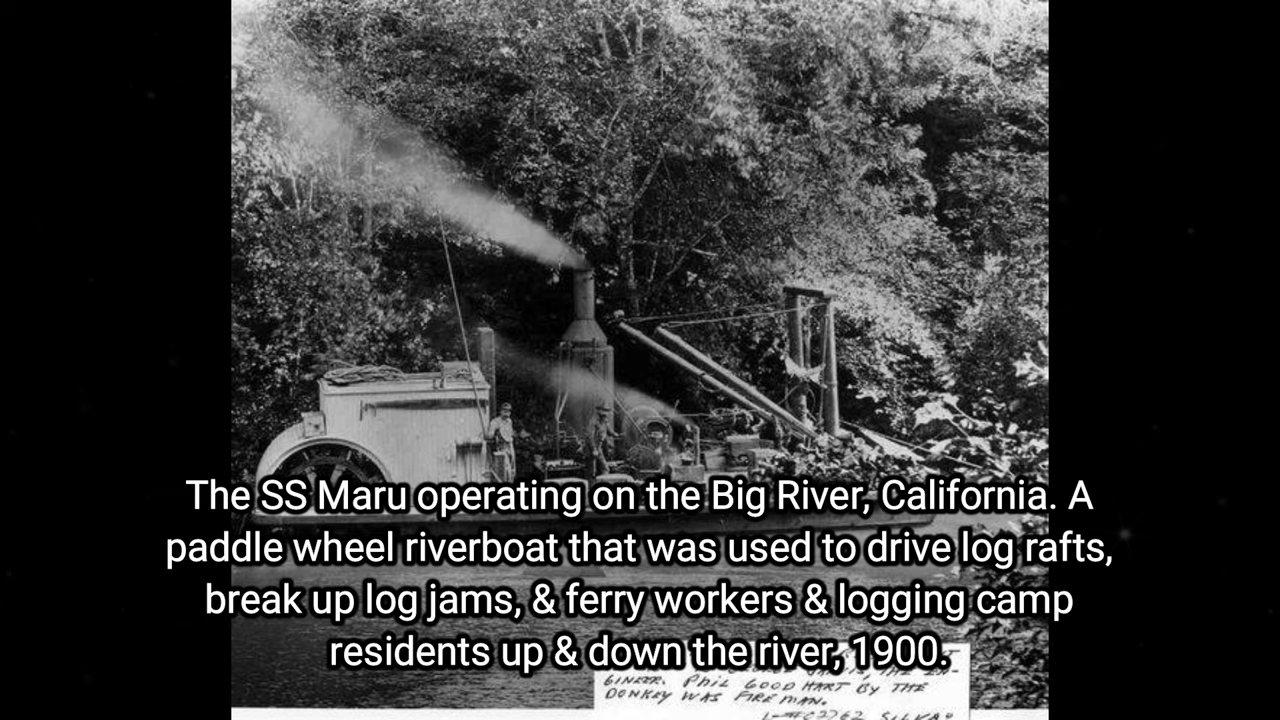 The SS Maru operating on the Big River, California. A
paddle wheel riverboat that was used to drive log rafts,
break up log jams, & ferry workers & logging camp
residents up & down the river, 1900.
GINEER. PHIL GOOD HART BY THE
DONKEY WAS FIREMAN.